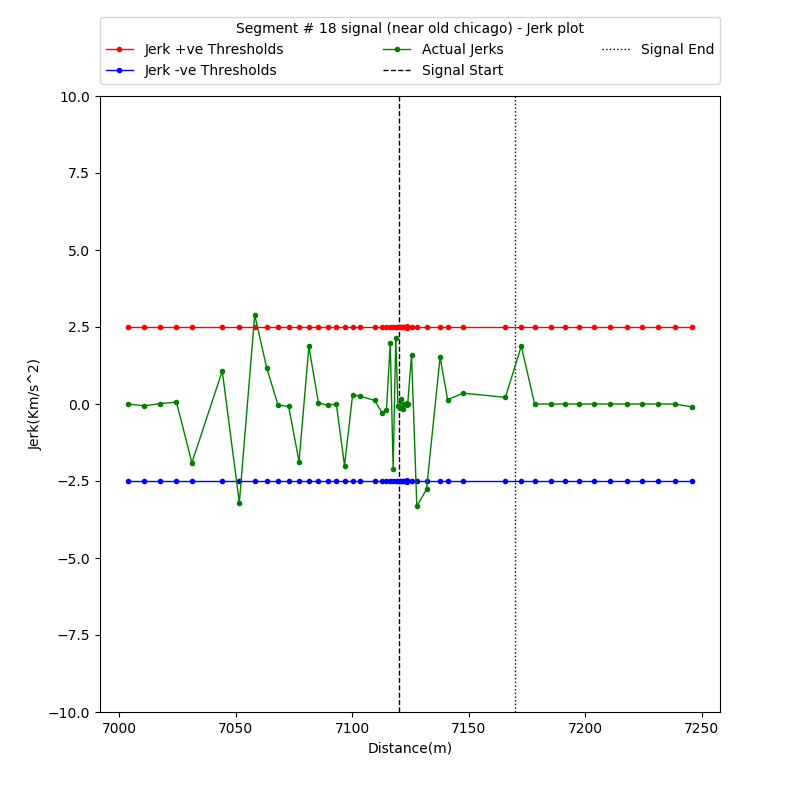 Segment # 18 signal (near old chicago) - Jerk plot
Jerk +ve Thresholds Actual Jerks Signal End
Jerk -ve Thresholds Signal Start
10.0
7.5
5.0
2.5
0.0
−2.5
−5.0
−7.5
−10.0
Jerk(Km/s^2)
7000 7050 7100 7150 7200 7250
Distance(m)